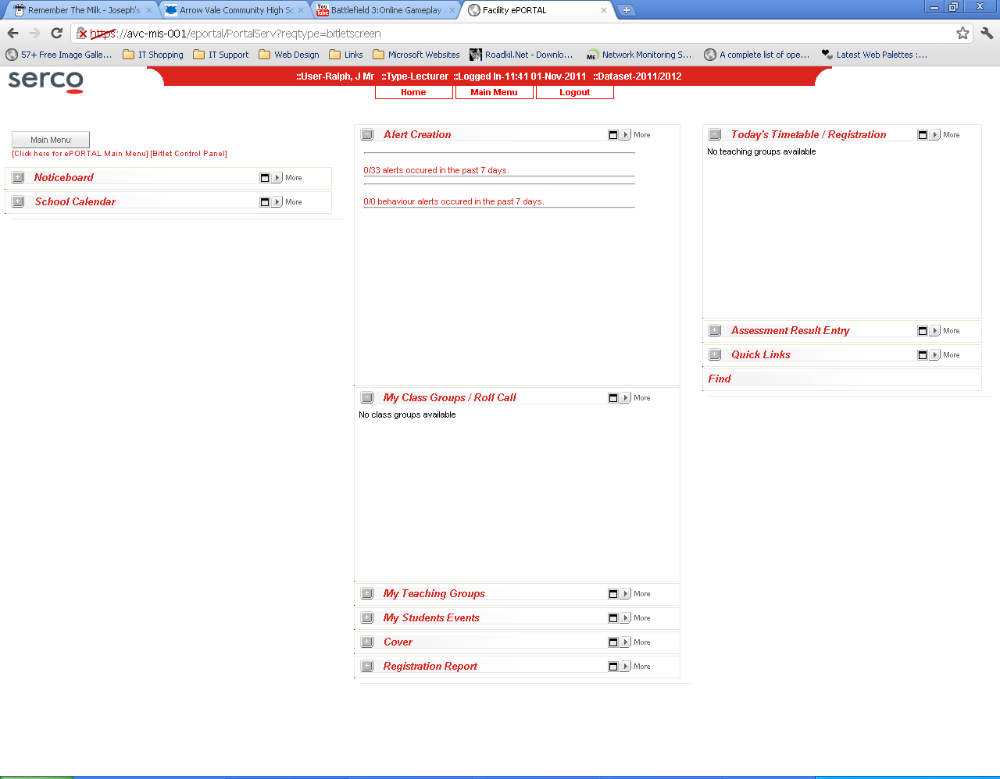 Remember The Milk - Joseph's
Arrow Vale Community High Sc
Battlefield 3:Online Gameplay
Facility ePORTAL
https://avc-mis-001/eportal/PortalServ?reqtype=bitletscreen
57+ Free Image Galle...
IT Shopping
IT Support
Web Design
Links
Microsoft Websites
Roadkil.Net - Downlo...
Network Monitoring S...
A complete list of ope...
Latest Web Palettes :...
serco
::User-Ralph, J Mr ::Type-Lecturer ::Logged In-11:41 01-Nov-2011 ::Dataset-2011/2012
Home
Main Menu
Logout
Main Menu
[Click here for ePORTAL Main Menu] [Bitlet Control Panel]
Noticeboard
More
School Calendar
More
Alert Creation
More
0/33 alerts occured in the past 7 days.
0/0 behaviour alerts occured in the past 7 days.
My Class Groups / Roll Call
More
No class groups available
My Teaching Groups
More
My Students Events
More
Cover
More
Registration Report
More
Today's Timetable / Registration
More
No teaching groups available
Assessment Result Entry
More
Quick Links
More
Find